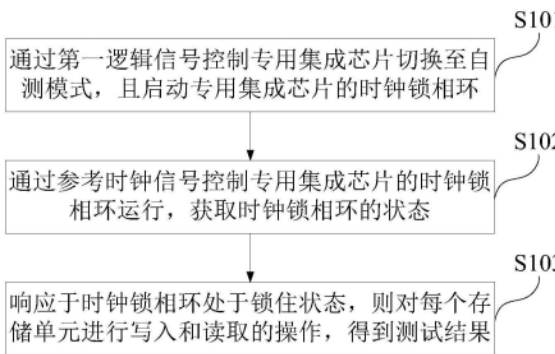 S101
通过第一逻辑信号控制专用集成芯片切换至自
测模式，且启动专用集成芯片的时钟锁相环
S102
通过参考时钟信号控制专用集成芯片的时钟锁
相环运行，获取时钟锁相环的状态
S103
响应于时钟锁相环处于锁住状态，则对每个存
储单元进行写入和读取的操作，得到测试结果